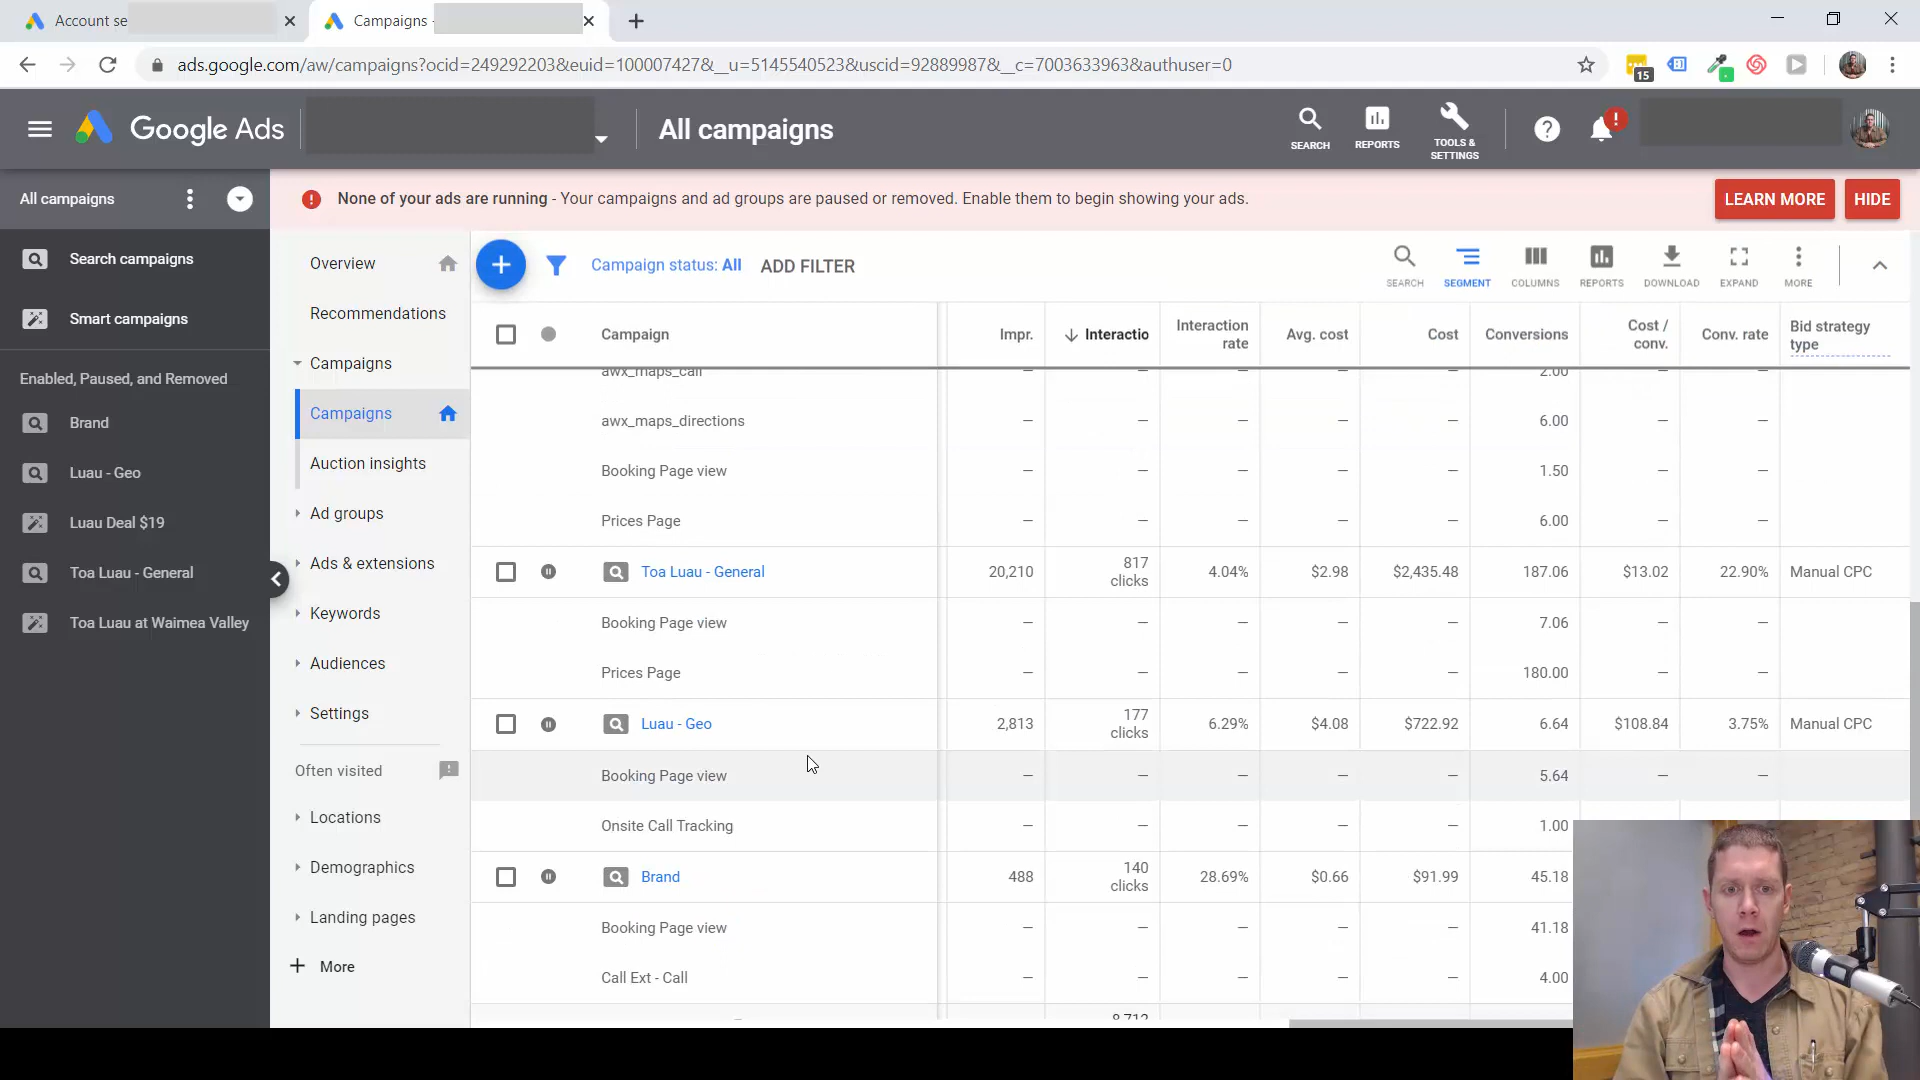 Account se
Campaigns -
ads.google.com/aw/campaigns?ocid=249292203&euid=100007427&__u=5145540523&uscid=92889987&__c=7003633963&authuser=0
15
Google Ads
All campaigns
SEARCH
REPORTS
TOOLS &
SETTINGS
All campaigns
None of your ads are running - Your campaigns and ad groups are paused or removed. Enable them to begin showing your ads.
LEARN MORE
HIDE
Search campaigns
Smart campaigns
Enabled, Paused, and Removed
Brand
Luau - Geo
Luau Deal $19
Toa Luau - General
Toa Luau at Waimea Valley
Overview
Recommendations
Campaigns
Campaigns
Auction insights
Ad groups
Ads & extensions
Keywords
Audiences
Settings
Often visited
Locations
Demographics
Landing pages
More
Campaign status: All
ADD FILTER
SEARCH
SEGMENT
COLUMNS
REPORTS
DOWNLOAD
EXPAND
MORE
Campaign
Impr.
Interactio
Interaction
rate
Avg. cost
Cost
Conversions
Cost /
conv.
Conv. rate
Bid strategy
type
awx_maps_call — — — — — 2.00 — —
awx_maps_directions — — — — — 6.00 — —
Booking Page view — — — — — 1.50 — —
Prices Page — — — — — 6.00 — —
Toa Luau - General 20,210 817 clicks 4.04% $2.98 $2,435.48 187.06 $13.02 22.90% Manual CPC
Booking Page view — — — — — 7.06 — —
Prices Page — — — — — 180.00 — —
Luau - Geo 2,813 177 clicks 6.29% $4.08 $722.92 6.64 $108.84 3.75% Manual CPC
Booking Page view — — — — — 5.64 — —
Onsite Call Tracking — — — — — 1.00
Brand 488 140 clicks 28.69% $0.66 $91.99 45.18
Booking Page view — — — — — 41.18
Call Ext - Call — — — — — 4.00
8,712